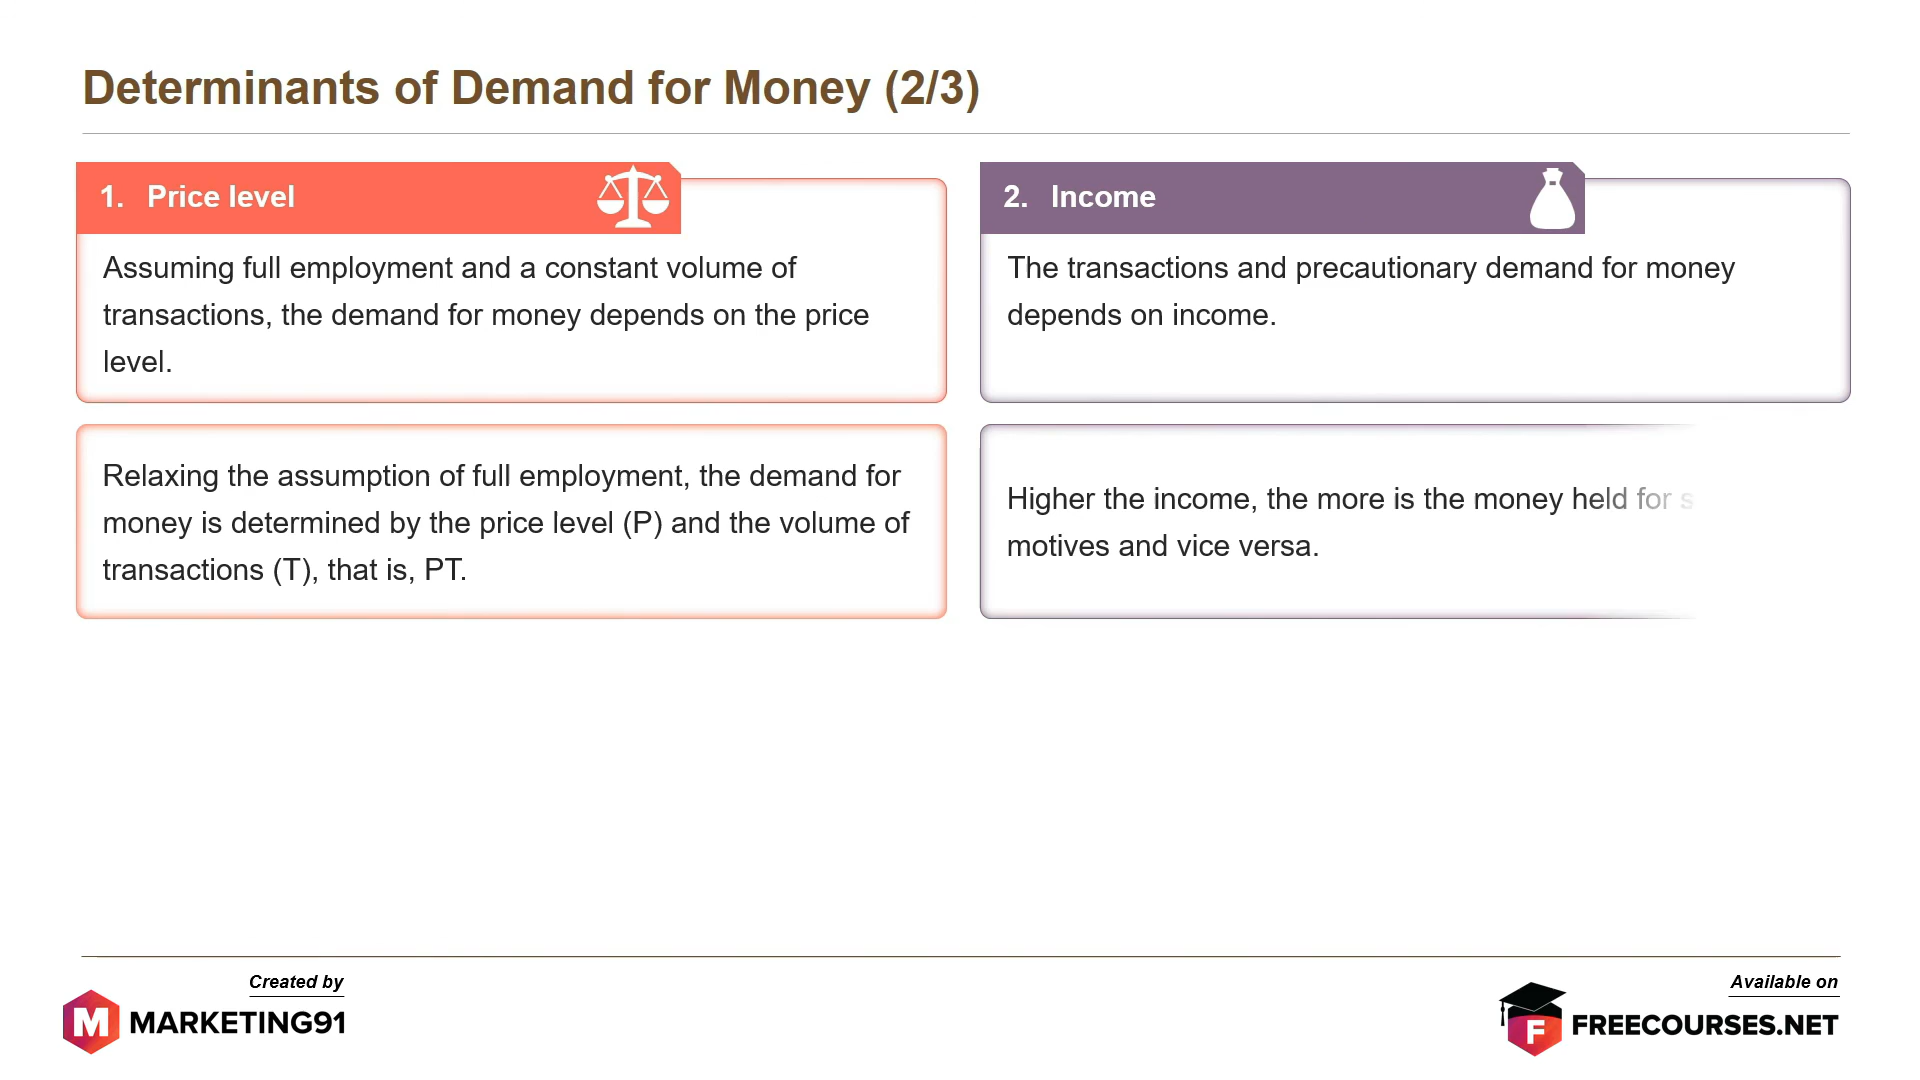 Determinants of Demand for Money (2/3)
1. Price level
Assuming full employment and a constant volume of
transactions, the demand for money depends on the price
level.
Relaxing the assumption of full employment, the demand for
money is determined by the price level (P) and the volume of
transactions (T), that is, PT.
2. Income
The transactions and precautionary demand for money
depends on income.
Higher the income, the more is the money held for
motives and vice versa.
Created by
M MARKETING91
Available on
F FREECOURSES.NET